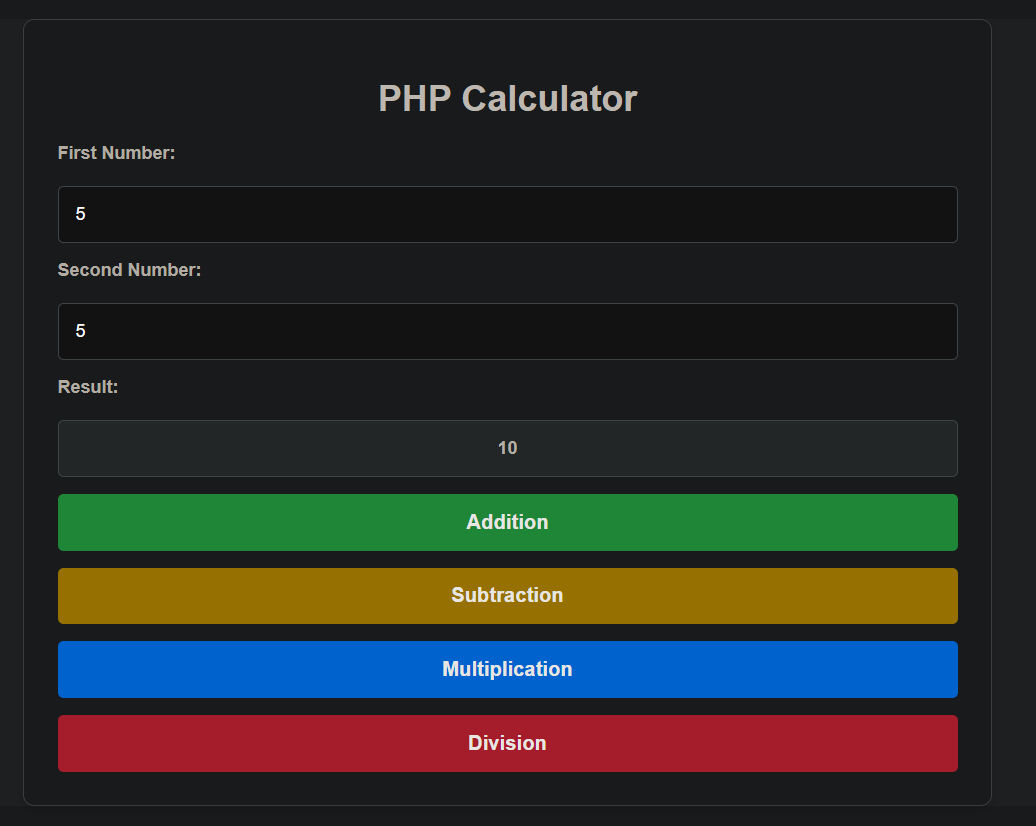 PHP Calculator
First Number:
5
Second Number:
5
Result:
10
Addition
Subtraction
Multiplication
Division